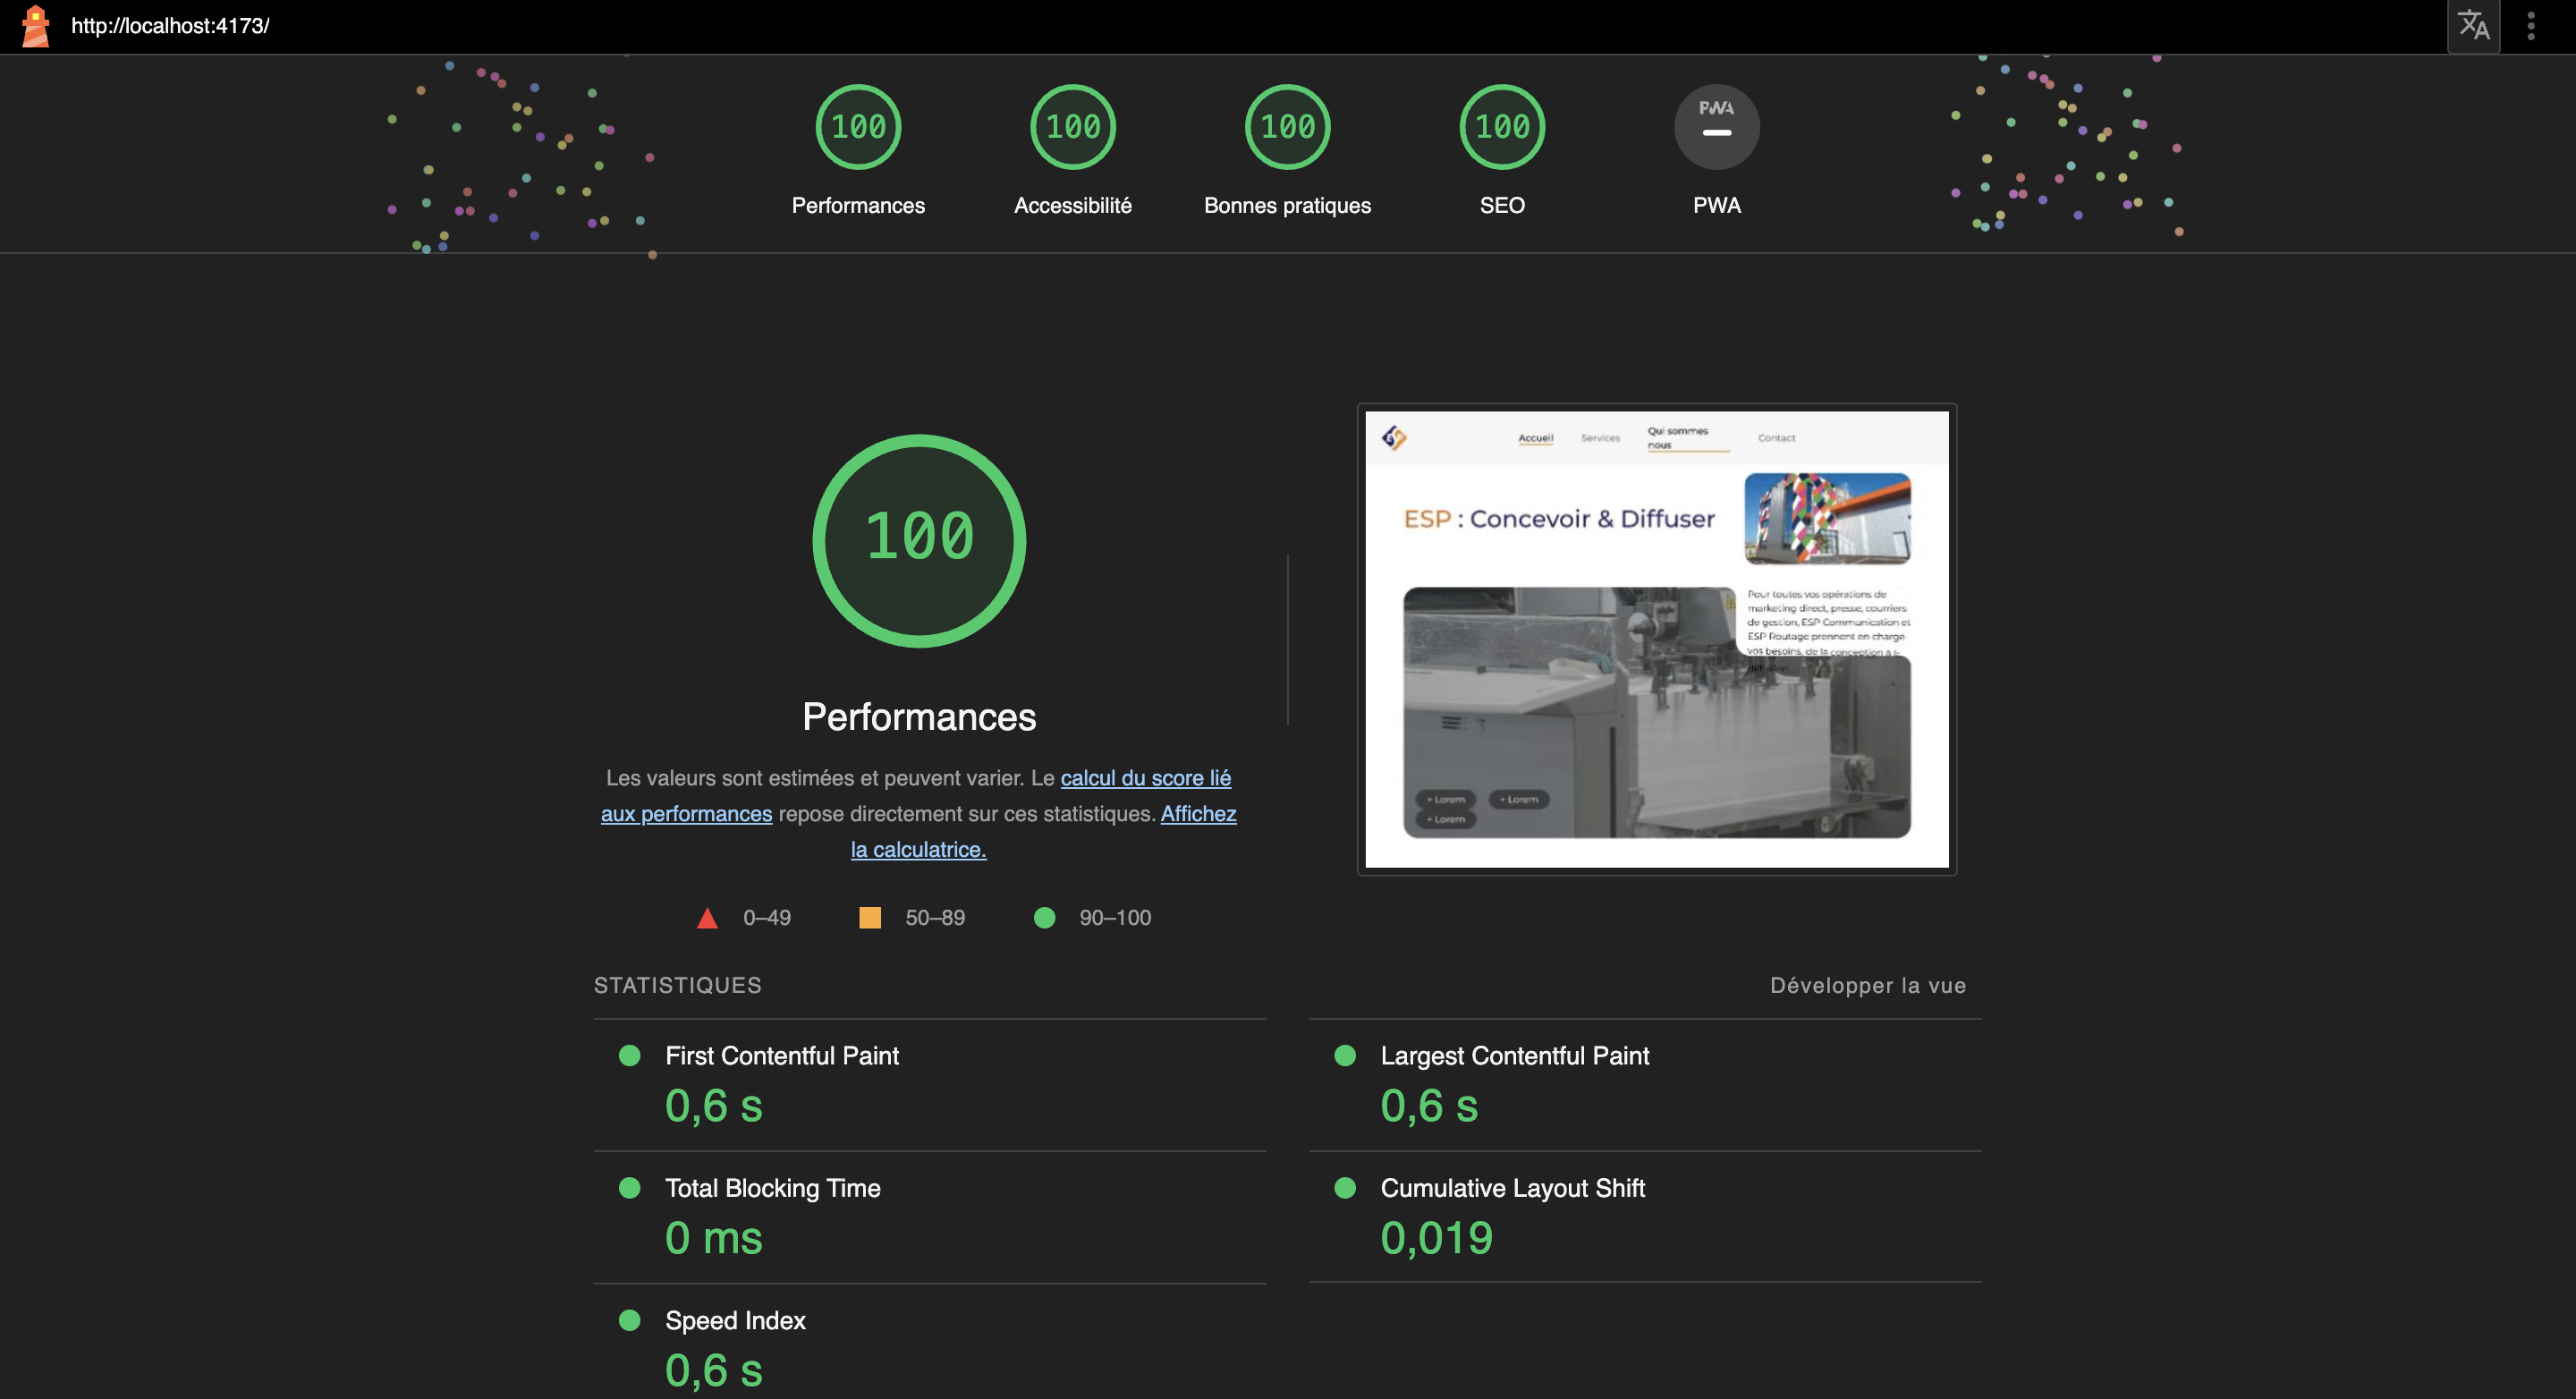 http://localhost:4173/
100 100 100 100 PWA
Performances Accessibilité Bonnes pratiques SEO PWA
100
Performances
Les valeurs sont estimées et peuvent varier. Le calcul du score lié
aux performances repose directement sur ces statistiques. Affichez
la calculatrice.
0–49 50–89 90–100
Accueil Services Qui sommes
nous Contact
ESP : Concevoir & Diffuser
Pour toutes vos opérations de
marketing direct, presse, courriers
de gestion, ESP Communication et
ESP Routage prennent en charge
vos besoins, de la conception à la
diffusion.
+ Lorem + Lorem
+ Lorem
STATISTIQUES Développer la vue
First Contentful Paint
0,6 s
Largest Contentful Paint
0,6 s
Total Blocking Time
0 ms
Cumulative Layout Shift
0,019
Speed Index
0,6 s